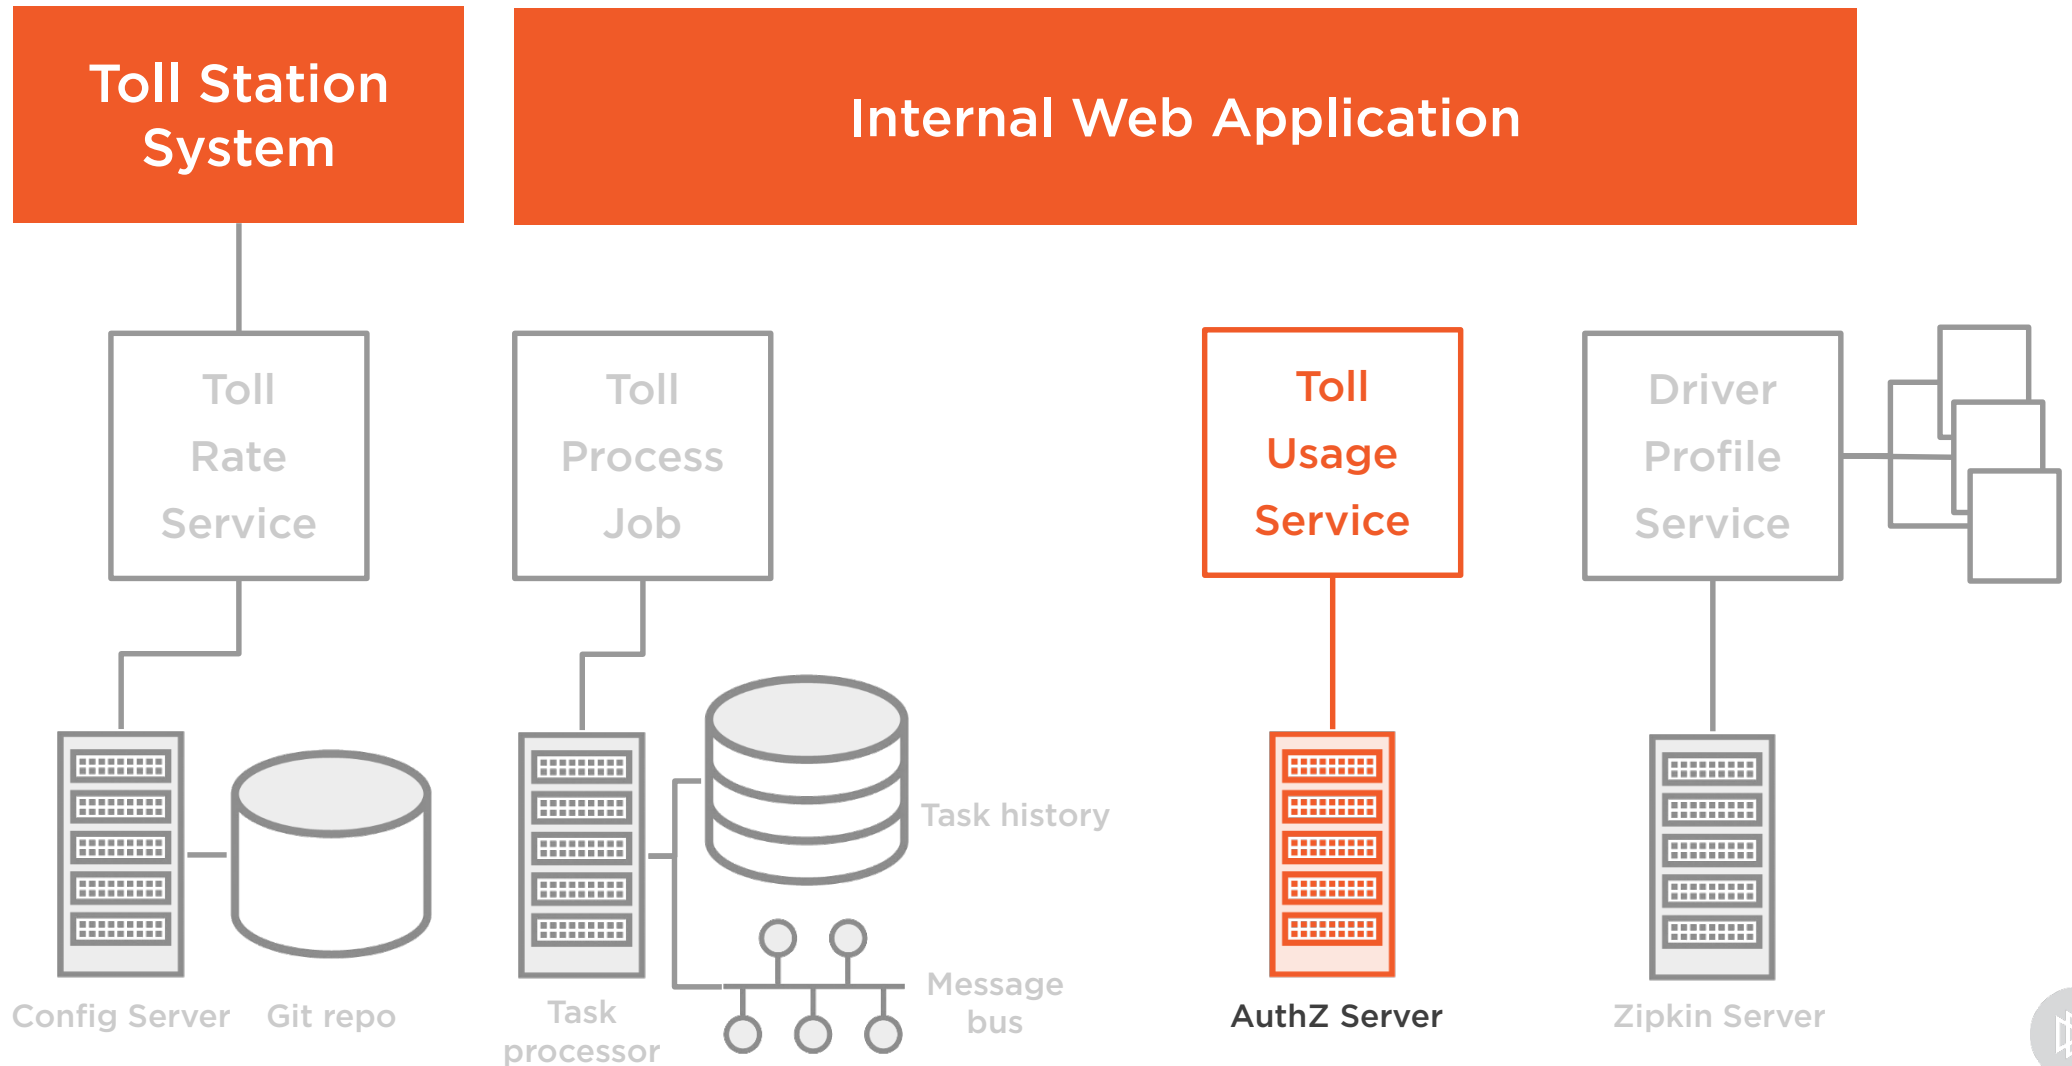 Toll Station
System
Internal Web Application
Toll
Rate
Service
Toll
Process
Job
Toll
Usage
Service
Driver
Profile
Service
Task history
Message
bus
Config Server
Git repo
Task
processor
AuthZ Server
Zipkin Server